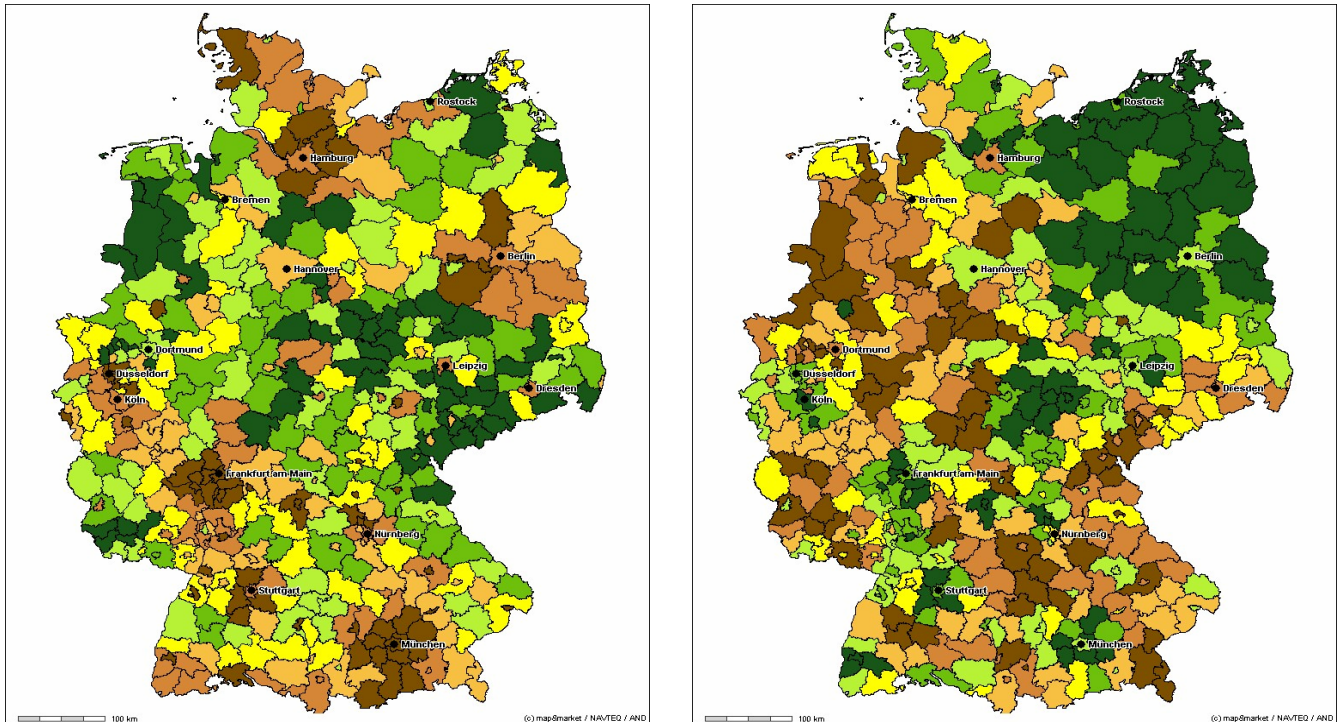 Rostock
Hamburg
Bremen
Berlin
Hannover
Dortmund
Düsseldorf
Leipzig
Dresden
Köln
Frankfurt am Main
Nürnberg
Stuttgart
München
100 km
(c) map&market / NAVTEQ / AND
Rostock
Hamburg
Bremen
Berlin
Hannover
Dortmund
Düsseldorf
Leipzig
Dresden
Köln
Frankfurt am Main
Nürnberg
Stuttgart
München
100 km
(c) map&market / NAVTEQ / AND